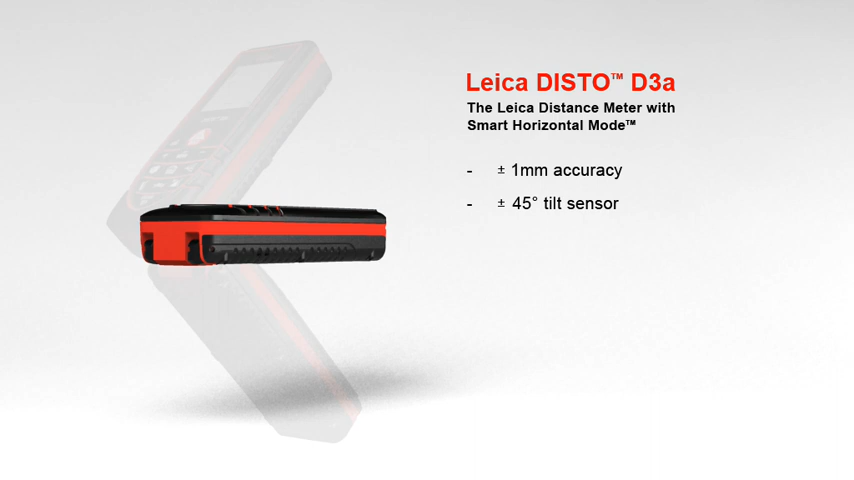 Leica DISTO™ D3a
The Leica Distance Meter with
Smart Horizontal Mode™
- ± 1mm accuracy
- ± 45° tilt sensor